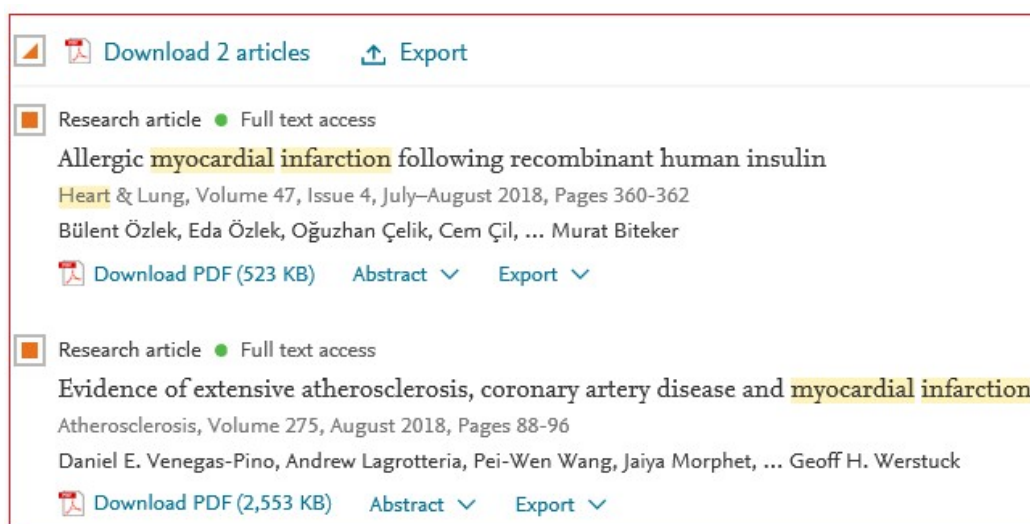 Download 2 articles Export
Research article Full text access
Allergic myocardial infarction following recombinant human insulin
Heart & Lung, Volume 47, Issue 4, July–August 2018, Pages 360-362
Bülent Özlek, Eda Özlek, Oğuzhan Çelik, Cem Çil, ... Murat Biteker
Download PDF (523 KB) Abstract Export
Research article Full text access
Evidence of extensive atherosclerosis, coronary artery disease and myocardial infarction
Atherosclerosis, Volume 275, August 2018, Pages 88-96
Daniel E. Venegas-Pino, Andrew Lagrotteria, Pei-Wen Wang, Jaiya Morphet, ... Geoff H. Werstuck
Download PDF (2,553 KB) Abstract Export